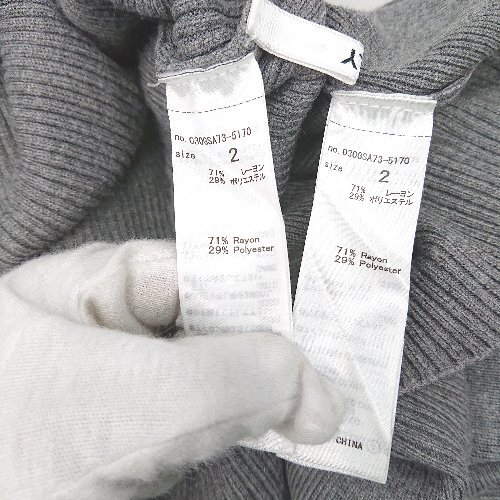 no. 0308SA73-5170
size 2
71% レーヨン
29% ポリエステル
71% Rayon
29% Polyester
no. 0308SA73-5170
size 2
71% レーヨン
29% ポリエステル
71% Rayon
29% Polyester
CHINA